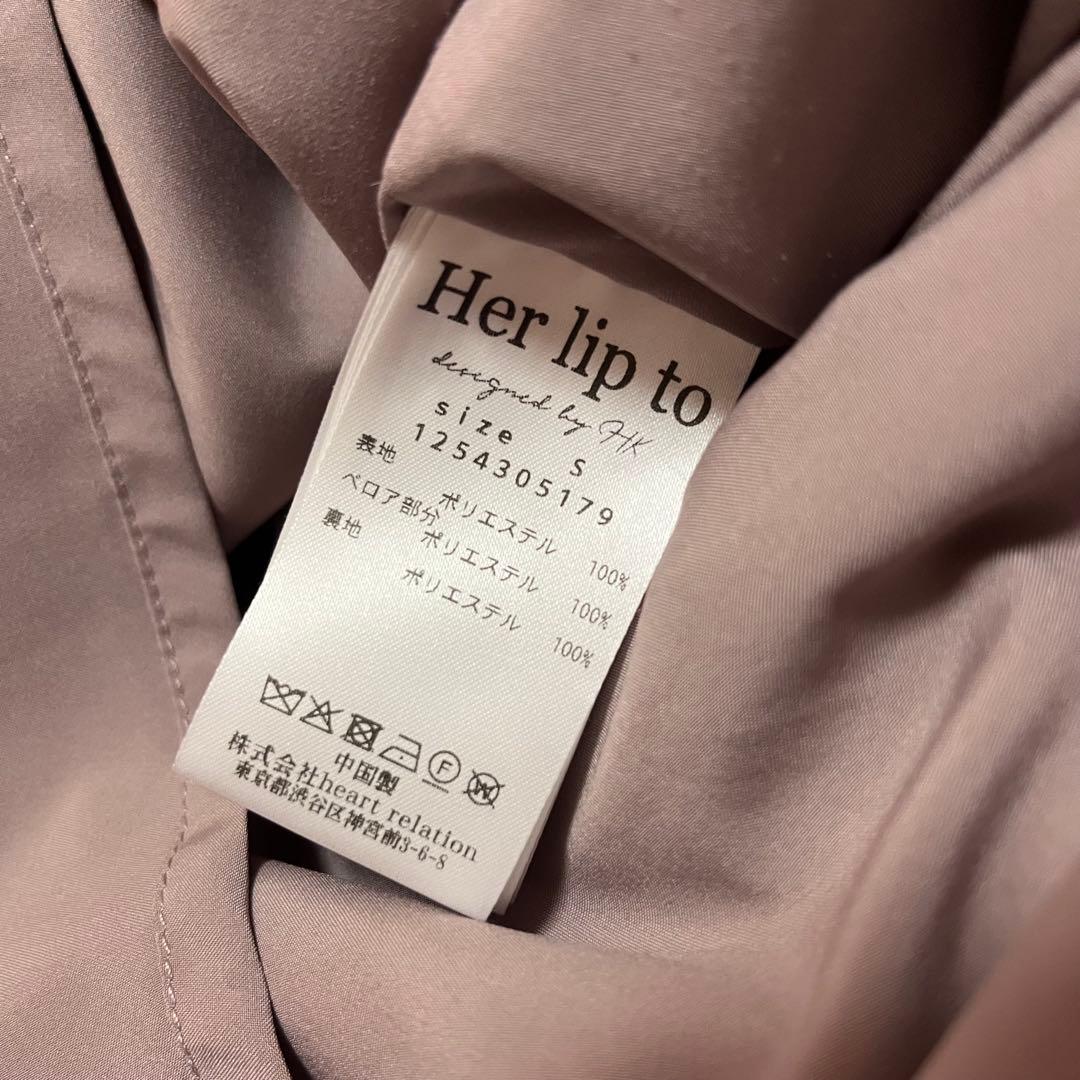 Her lip to
designed by HK
size S
1254305179
表地 ポリエステル 100%
ベロア部分 ポリエステル 100%
裏地 ポリエステル 100%
F W
中国製
株式会社heart relation
東京都渋谷区神宮前3-6-8